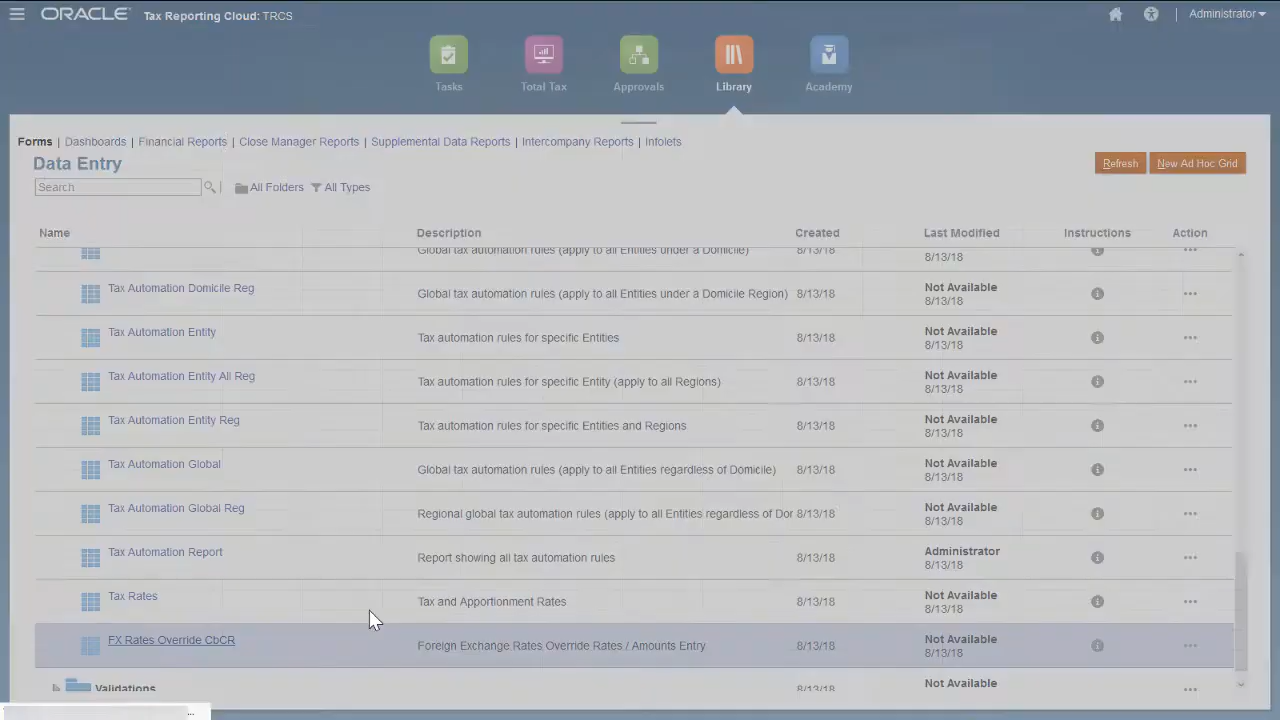 ORACLE Tax Reporting Cloud: TRCS Administrator
Tasks Total Tax Approvals Library Academy
Forms | Dashboards | Financial Reports | Close Manager Reports | Supplemental Data Reports | Intercompany Reports | Infolets
Data Entry
Refresh New Ad Hoc Grid
Search All Folders All Types
Name Description Created Last Modified Instructions Action
Global tax automation rules (apply to all Entities under a Domicile) 8/13/18 8/13/18
Tax Automation Domicile Reg Global tax automation rules (apply to all Entities under a Domicile Region) 8/13/18 Not Available
8/13/18
Tax Automation Entity Tax automation rules for specific Entities 8/13/18 Not Available
8/13/18
Tax Automation Entity All Reg Tax automation rules for specific Entity (apply to all Regions) 8/13/18 Not Available
8/13/18
Tax Automation Entity Reg Tax automation rules for specific Entities and Regions 8/13/18 Not Available
8/13/18
Tax Automation Global Global tax automation rules (apply to all Entities regardless of Domicile) 8/13/18 Not Available
8/13/18
Tax Automation Global Reg Regional global tax automation rules (apply to all Entities regardless of Dor 8/13/18 Not Available
8/13/18
Tax Automation Report Report showing all tax automation rules 8/13/18 Administrator
8/13/18
Tax Rates Tax and Apportionment Rates 8/13/18 Not Available
8/13/18
FX Rates Override CbCR Foreign Exchange Rates Override Rates / Amounts Entry 8/13/18 Not Available
8/13/18
Validations 8/13/18 Not Available